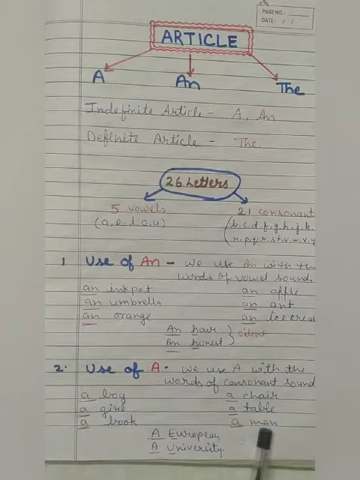 PAGE NO.:
DATE: / /
ARTICLE
A An The
Indefinite Article - A, An
Definite Article - The
26 Letters
5 vowels 21 consonant
(a, e, i, o, u) (b, c, d, f, g, h, j, k,
n, p, q, r, s, t, v, w, x, y
1 Use of An - we use An with the
words of vowel sound.
an inkpot an apple
an umbrella an ant
an orange an ice crea
An hour } silent
An honest
2. Use of A - we use A with the
words of consonant sound
a boy a chair
a girl a table
a book a man
A European
A University